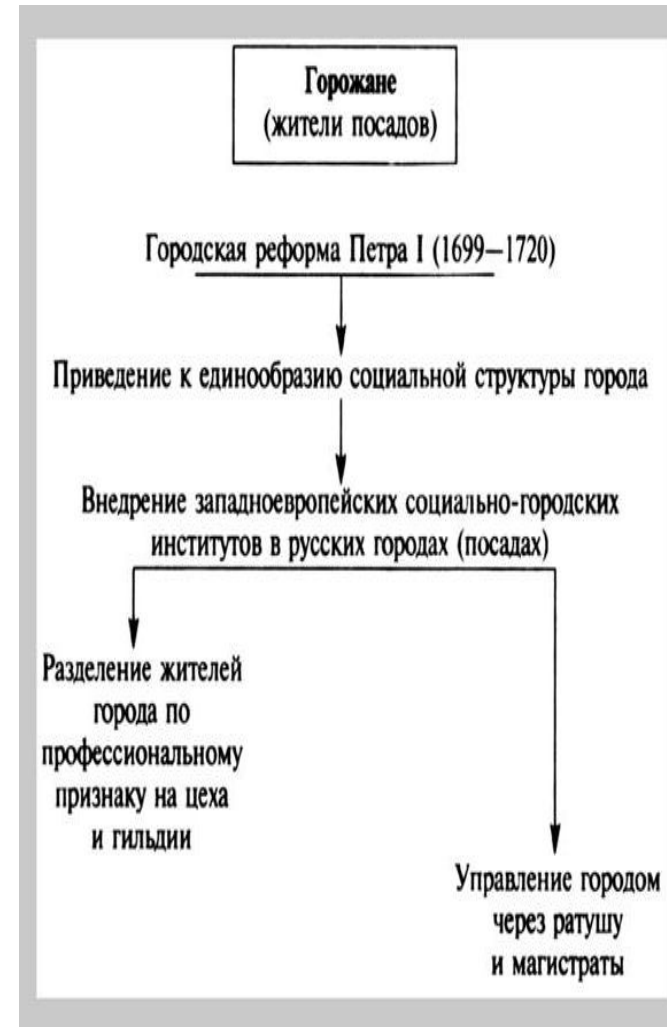 Горожане
(жители посадов)
Городская реформа Петра I (1699—1720)
Приведение к единообразию социальной структуры города
Внедрение западноевропейских социально-городских
институтов в русских городах (посадах)
Разделение жителей
города по
профессиональному
признаку на цеха
и гильдии
Управление городом
через ратушу
и магистраты